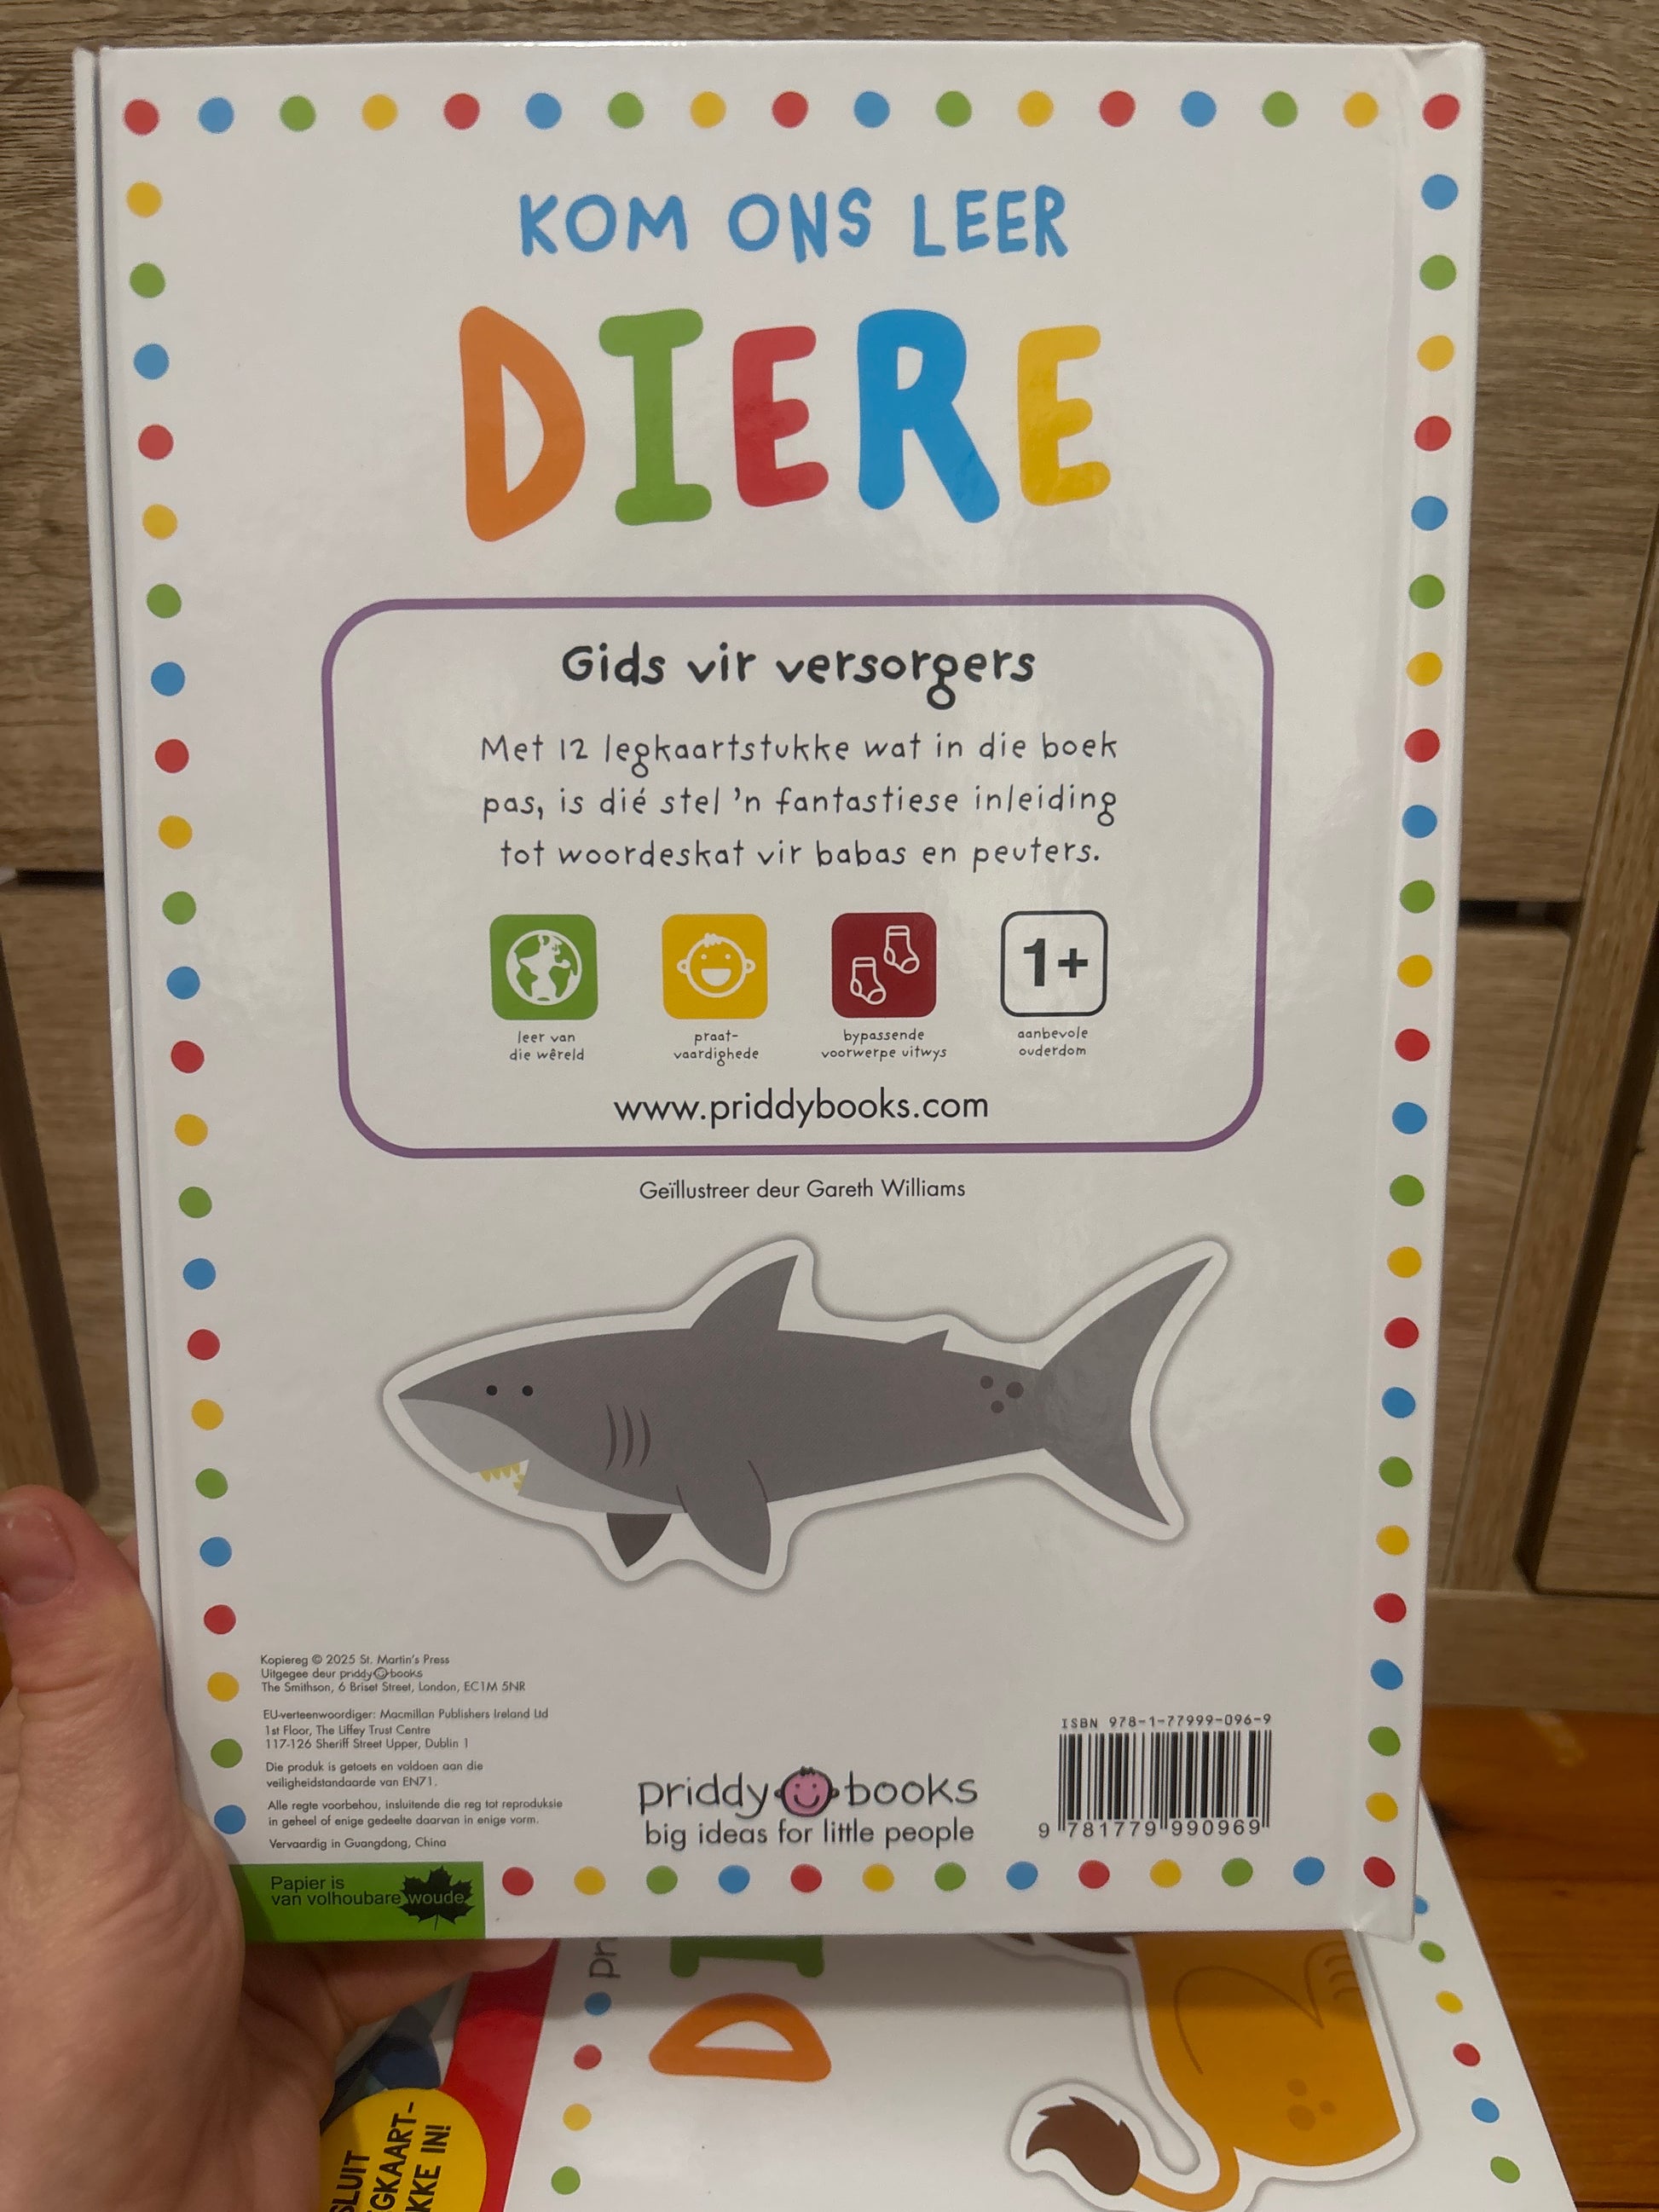 KOM ONS LEER
DIERE
Gids vir versorgers
Met 12 legkaartstukke wat in die boek
pas, is dié stel 'n fantastiese inleiding
tot woordeskat vir babas en peuters.
leer van
die wêreld
praat-
vaardighede
bypassende
voorwerpe uitwys
1+
aanbevole
ouderdom
www.priddybooks.com
Geïllustreer deur Gareth Williams
Kopiereg © 2025 St. Martin's Press
Uitgegee deur priddy books
The Smithson, 6 Briset Street, London, EC1M 5NR
EU-verteenwoordiger: Macmillan Publishers Ireland Ltd
1st Floor, The Liffey Trust Centre
117-126 Sheriff Street Upper, Dublin 1
Die produk is getoets en voldoen aan die
veiligheidstandaarde van EN71.
Alle regte voorbehou, insluitende die reg tot reproduksie
in geheel of enige gedeelte daarvan in enige vorm.
Vervaardig in Guangdong, China
Papier is
van volhoubare woude
priddy books
big ideas for little people
ISBN 978-1-77999-096-9
9 781779 990969
pri
DI
SLUIT
GKAART-
KKE IN!